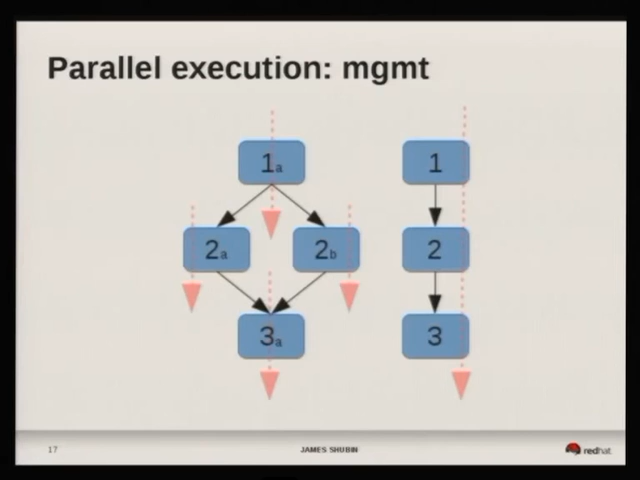 Parallel execution: mgmt
1a
1
2a
2b
2
3a
3
17
JAMES SHUBIN
redhat